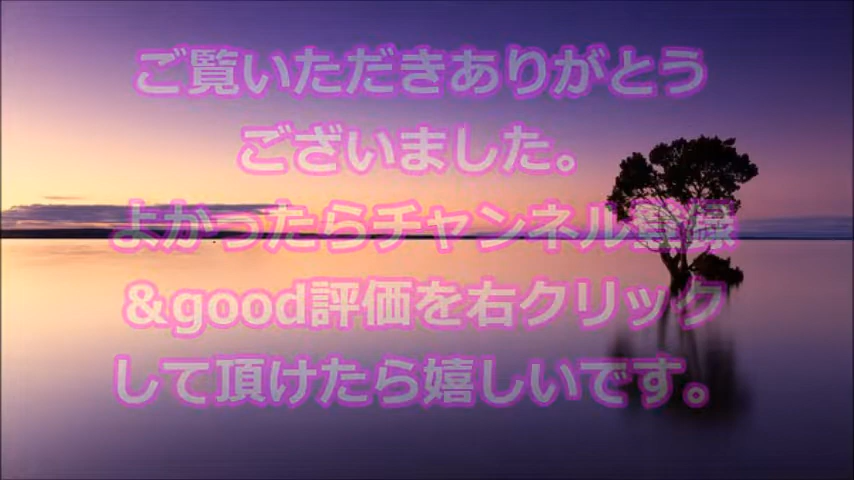 ご覧いただきありがとう
ございました。
よかったらチャンネル登録
&good評価を右クリック
して頂けたら嬉しいです。